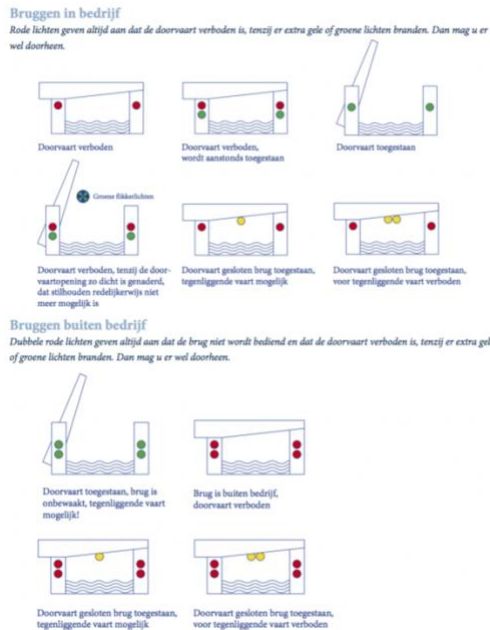 Bruggen in bedrijf
Rode lichten geven altijd aan dat de doorvaart verboden is, tenzij er extra gele of groene lichten branden. Dan mag u er
wel doorheen.
Doorvaart verboden
Doorvaart verboden,
wordt aanstonds toegestaan
Doorvaart toegestaan
Groene flikkerlichten
Doorvaart verboden, tenzij de door-
vaartopening zo dicht is genaderd,
dat stilhouden redelijkerwijs niet
meer mogelijk is
Doorvaart gesloten brug toegestaan,
tegenliggende vaart mogelijk
Doorvaart gesloten brug toegestaan,
voor tegenliggende vaart verboden
Bruggen buiten bedrijf
Dubbele rode lichten geven altijd aan dat de brug niet wordt bediend en dat de doorvaart verboden is, tenzij er extra gel
of groene lichten branden. Dan mag u er wel doorheen.
Doorvaart toegestaan, brug is
onbewaakt, tegenliggende vaart
mogelijk!
Brug is buiten bedrijf,
doorvaart verboden
Doorvaart gesloten brug toegestaan,
tegenliggende vaart mogelijk
Doorvaart gesloten brug toegestaan,
voor tegenliggende vaart verboden